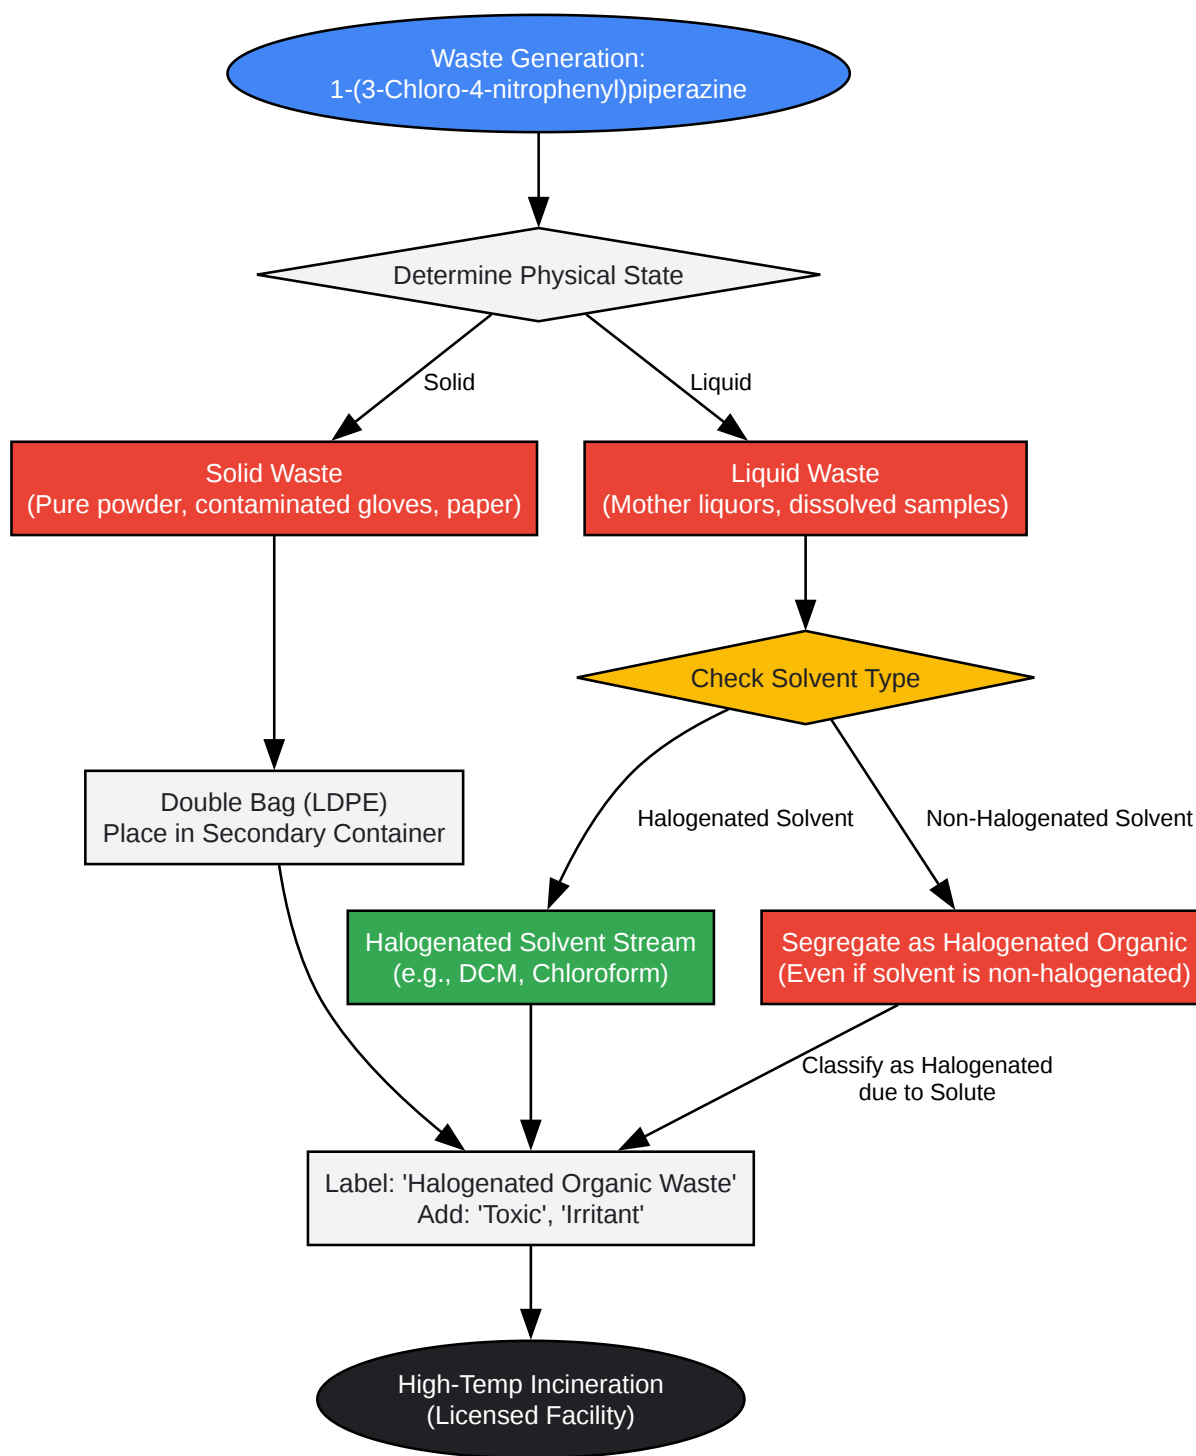 Waste Generation:
1-(3-Chloro-4-nitrophenyl)piperazine
Determine Physical State
Solid
Liquid
Solid Waste
(Pure powder, contaminated gloves, paper)
Liquid Waste
(Mother liquors, dissolved samples)
Check Solvent Type
Double Bag (LDPE)
Place in Secondary Container
Halogenated Solvent
Non-Halogenated Solvent
Halogenated Solvent Stream
(e.g., DCM, Chloroform)
Segregate as Halogenated Organic
(Even if solvent is non-halogenated)
Classify as Halogenated
due to Solute
Label: 'Halogenated Organic Waste'
Add: 'Toxic', 'Irritant'
High-Temp Incineration
(Licensed Facility)